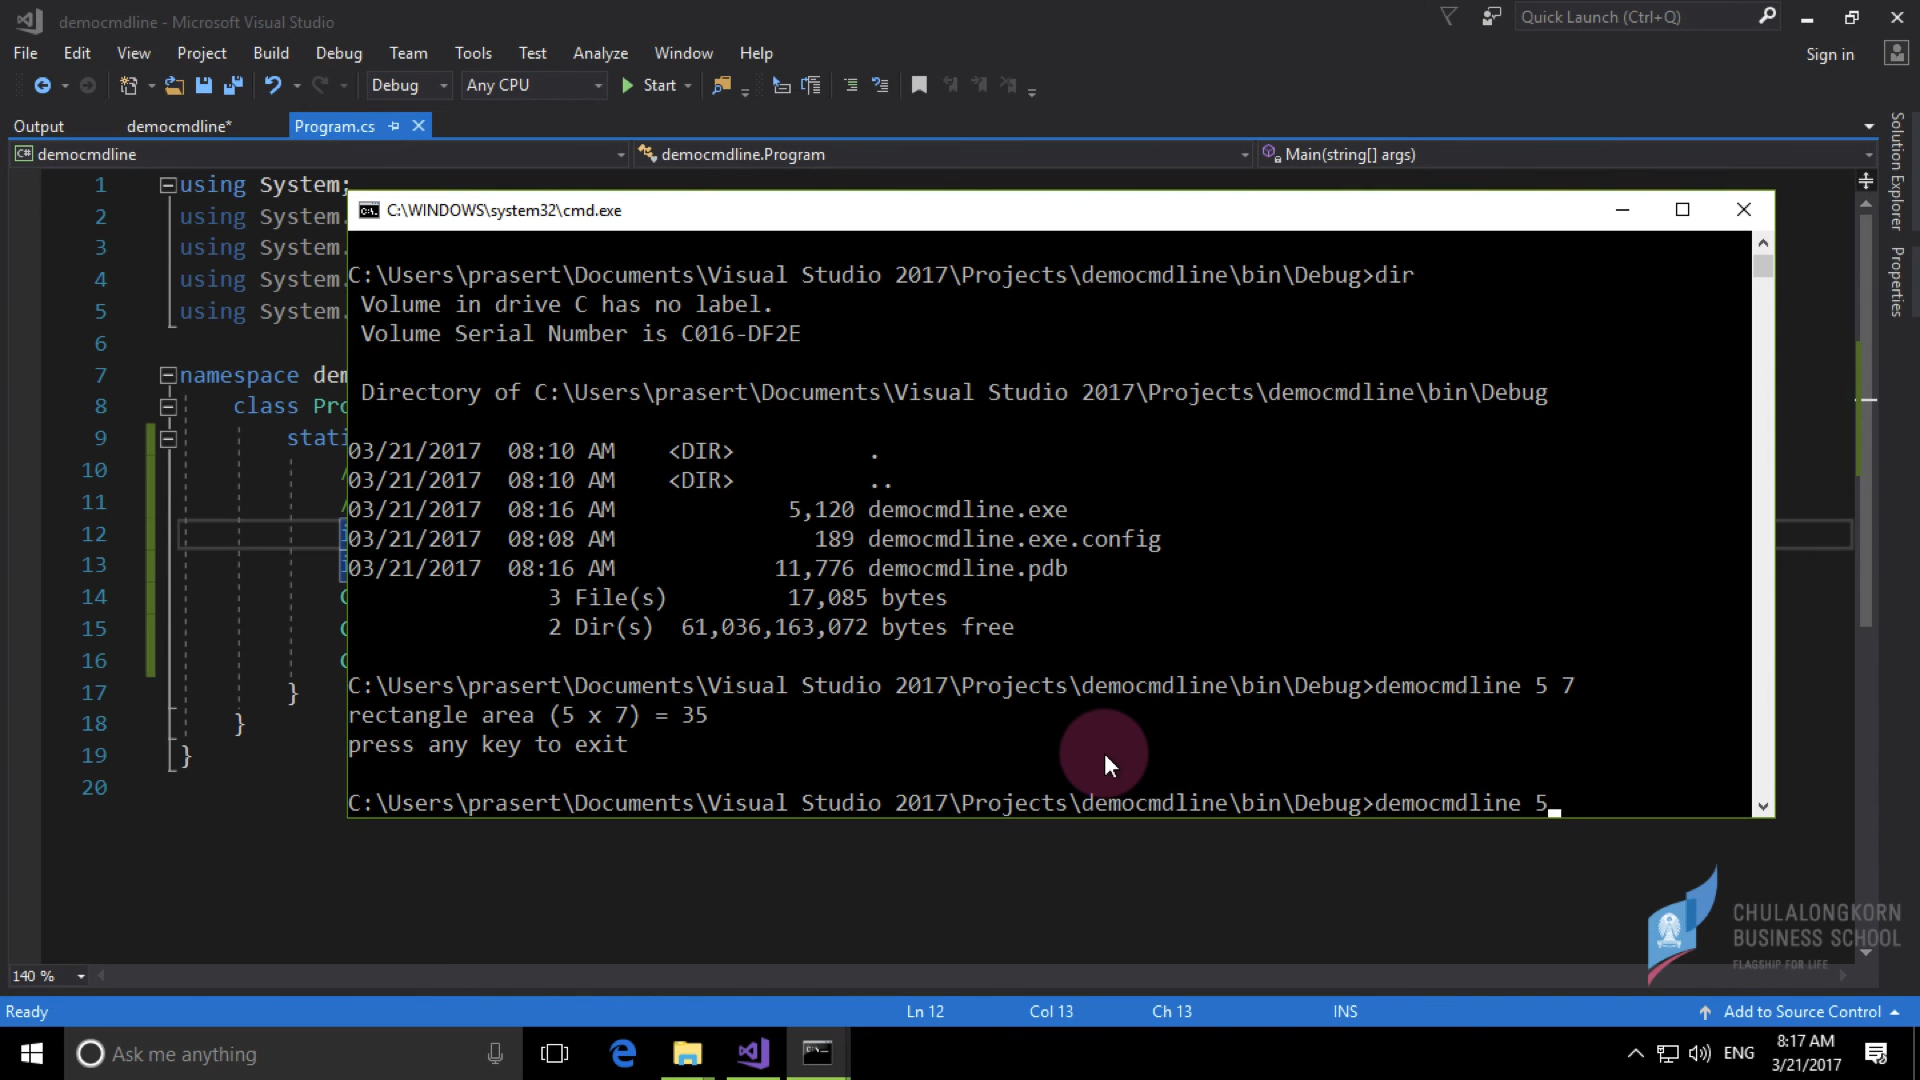 democmdline - Microsoft Visual Studio
Quick Launch (Ctrl+Q)
File Edit View Project Build Debug Team Tools Test Analyze Window Help
Sign in
Debug Any CPU Start
Output democmdline* Program.cs
democmdline democmdline.Program Main(string[] args)
Solution Explorer
Properties
1 using System;
2 using System.
3 using System.
4 using System.
5 using System.
6
7 namespace dem
8 class Pro
9 stati
10 /
11 /
12 i
13 i
14 C
15 C
16 C
17 }
18 }
19 }
20
C:\WINDOWS\system32\cmd.exe
C:\Users\prasert\Documents\Visual Studio 2017\Projects\democmdline\bin\Debug>dir
Volume in drive C has no label.
Volume Serial Number is C016-DF2E
Directory of C:\Users\prasert\Documents\Visual Studio 2017\Projects\democmdline\bin\Debug
03/21/2017 08:10 AM <DIR> .
03/21/2017 08:10 AM <DIR> ..
03/21/2017 08:16 AM 5,120 democmdline.exe
03/21/2017 08:08 AM 189 democmdline.exe.config
03/21/2017 08:16 AM 11,776 democmdline.pdb
3 File(s) 17,085 bytes
2 Dir(s) 61,036,163,072 bytes free
C:\Users\prasert\Documents\Visual Studio 2017\Projects\democmdline\bin\Debug>democmdline 5 7
rectangle area (5 x 7) = 35
press any key to exit
C:\Users\prasert\Documents\Visual Studio 2017\Projects\democmdline\bin\Debug>democmdline 5
CHULALONGKORN
BUSINESS SCHOOL
FLAGSHIP FOR LIFE
140 %
Ready Ln 12 Col 13 Ch 13 INS Add to Source Control
Ask me anything
ENG
8:17 AM
3/21/2017